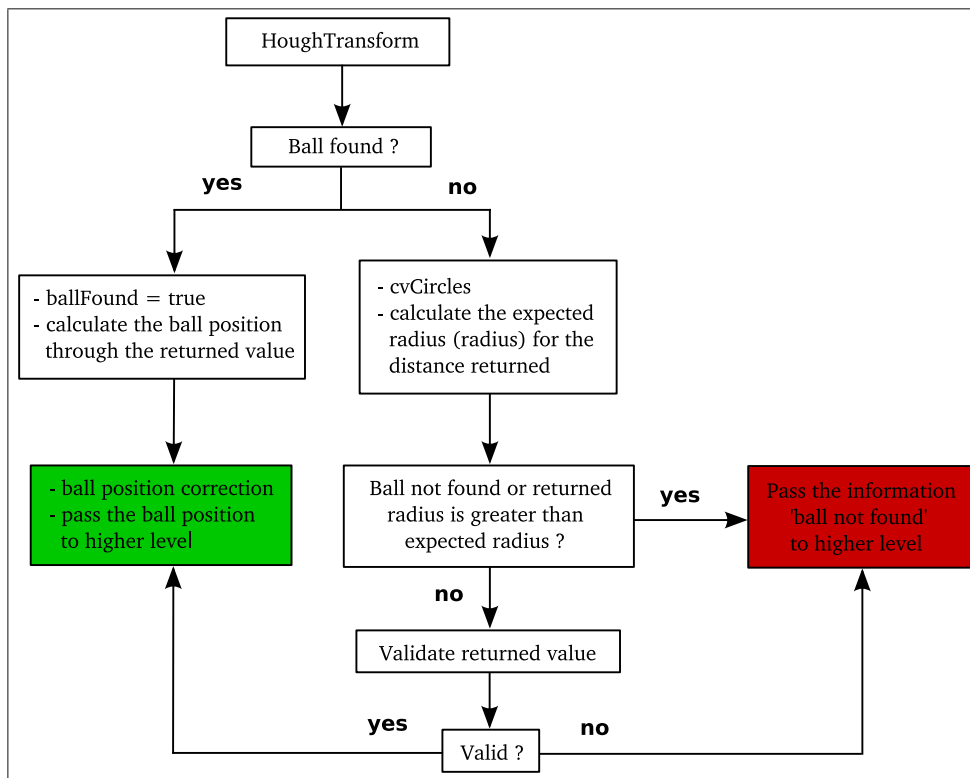 HoughTransform
Ball found ?
yes
no
- ballFound = true
- calculate the ball position
through the returned value
- cvCircles
- calculate the expected
radius (radius) for the
distance returned
- ball position correction
- pass the ball position
to higher level
Ball not found or returned
radius is greater than
expected radius ?
yes
Pass the information
'ball not found'
to higher level
no
Validate returned value
yes
no
Valid ?